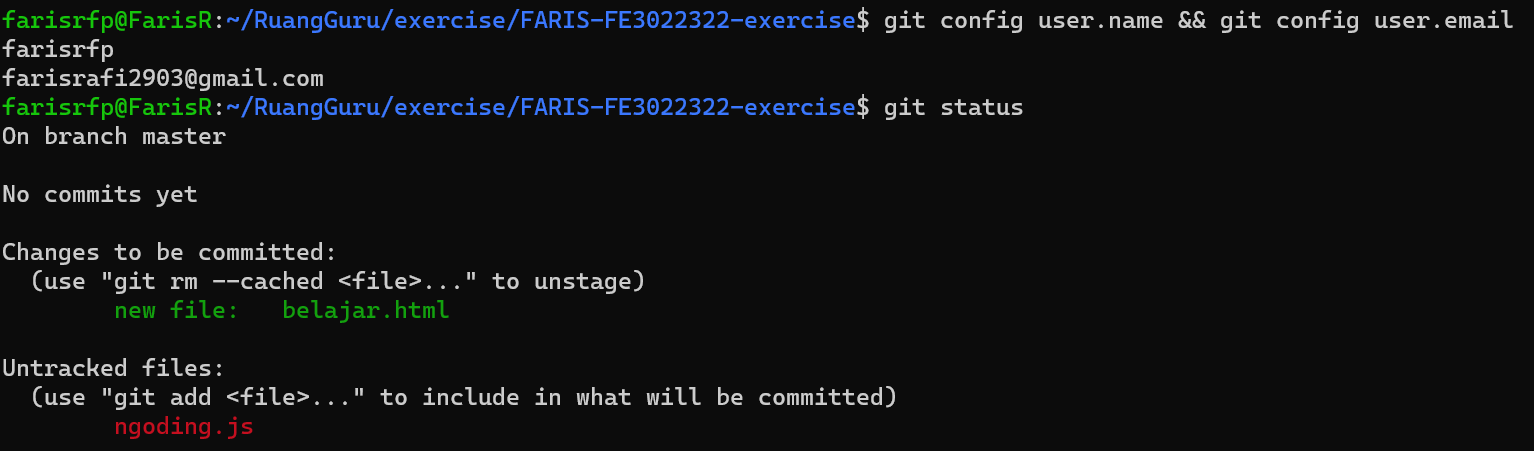 farisrfp@FarisR:~/RuangGuru/exercise/FARIS-FE3022322-exercise$ git config user.name && git config user.email
farisrfp
farisrafi2903@gmail.com
farisrfp@FarisR:~/RuangGuru/exercise/FARIS-FE3022322-exercise$ git status
On branch master
No commits yet
Changes to be committed:
  (use "git rm --cached <file>..." to unstage)
        new file:   belajar.html
Untracked files:
  (use "git add <file>..." to include in what will be committed)
        ngoding.js